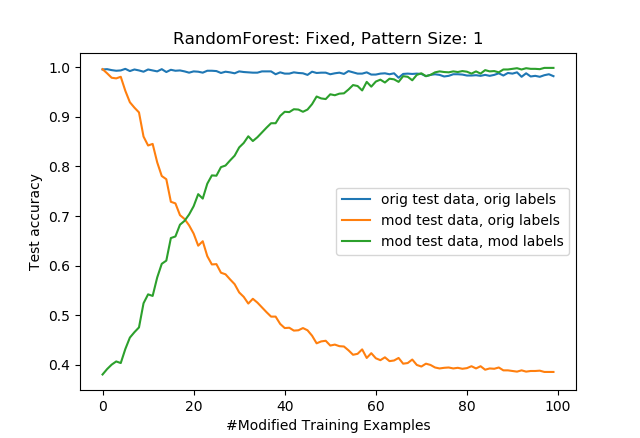 RandomForest: Fixed, Pattern Size: 1
1.0
0.9
0.8
0.7
0.6
0.5
0.4
Test accuracy
orig test data, orig labels
mod test data, orig labels
mod test data, mod labels
0 20 40 60 80 100
#Modified Training Examples